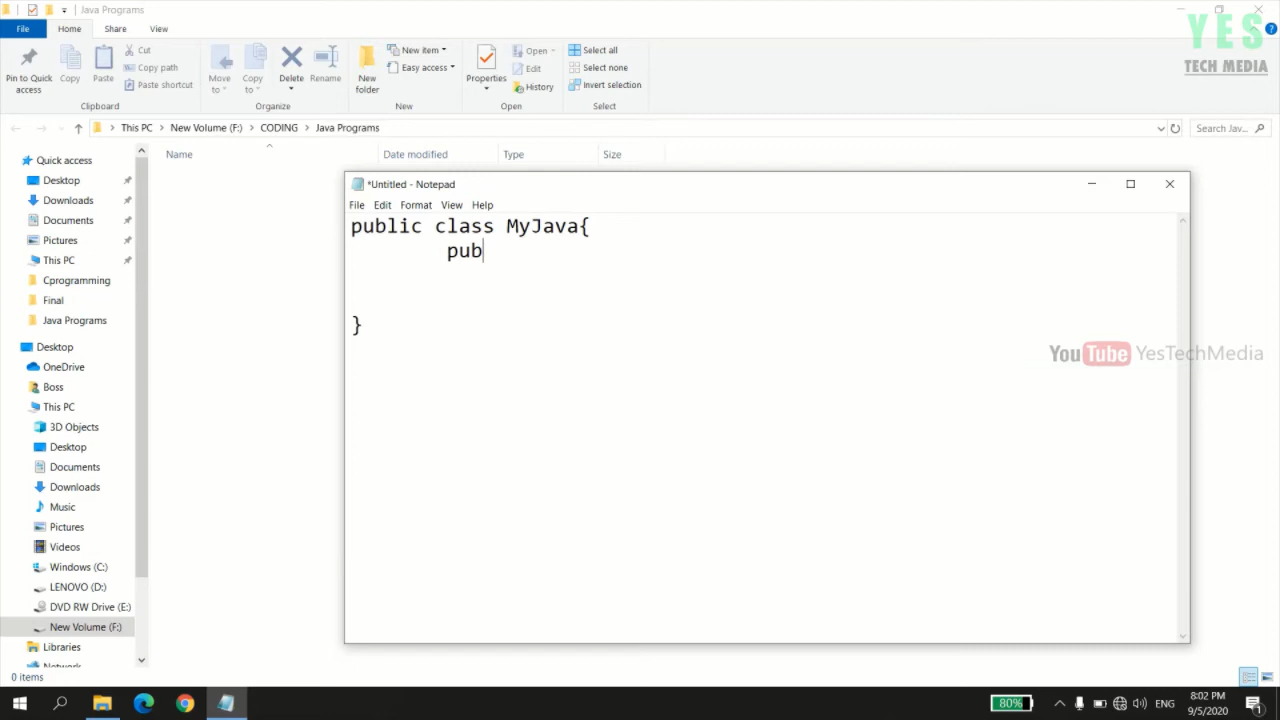 Java Programs
File Home Share View
Pin to Quick access
Copy
Paste
Cut
Copy path
Paste shortcut
Clipboard
Move to
Copy to
Delete
Rename
Organize
New folder
New item
Easy access
New
Properties
Open
Edit
History
Open
Select all
Select none
Invert selection
Select
YES
TECH MEDIA
This PC New Volume (F:) CODING Java Programs
Search Jav...
Name Date modified Type Size
Quick access
Desktop
Downloads
Documents
Pictures
This PC
Cprogramming
Final
Java Programs
Desktop
OneDrive
Boss
This PC
3D Objects
Desktop
Documents
Downloads
Music
Pictures
Videos
Windows (C:)
LENOVO (D:)
DVD RW Drive (E:)
New Volume (F:)
Libraries
Network
0 items
*Untitled - Notepad
File Edit Format View Help
public class MyJava{
pub
}
YouTube YesTechMedia
80%
ENG
8:02 PM
9/5/2020
1